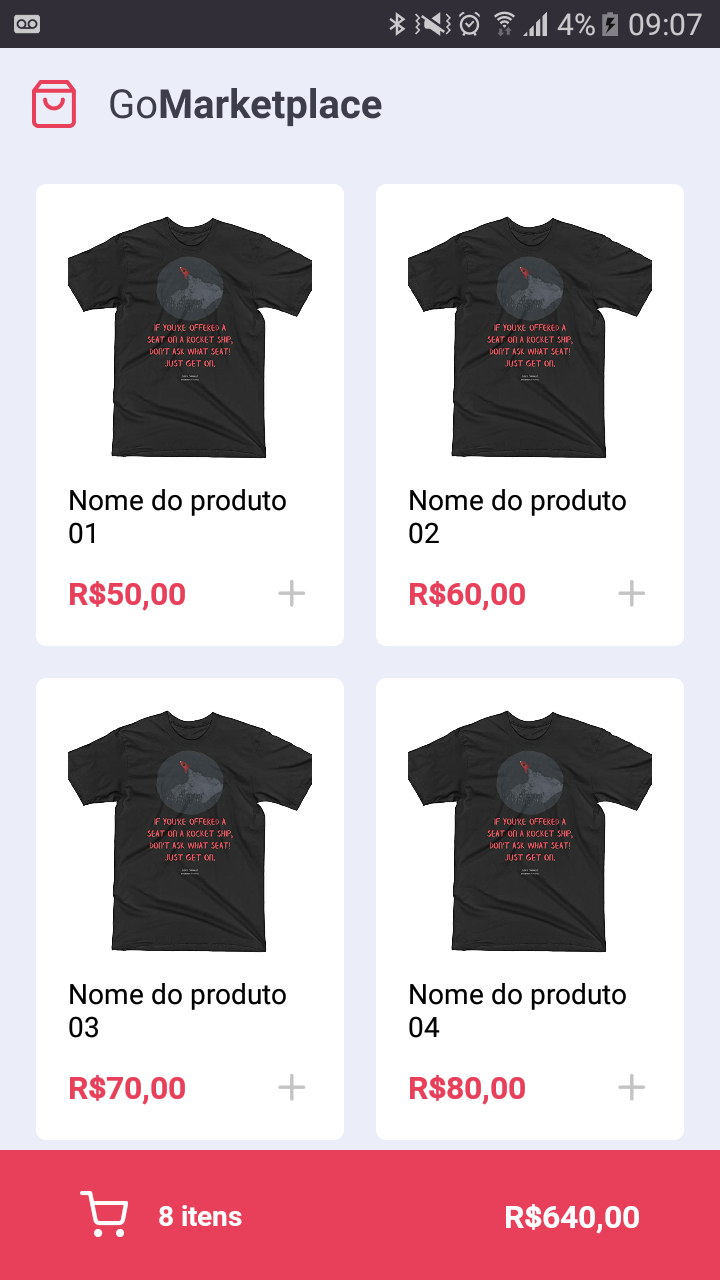 4% 09:07
GoMarketplace
IF YOU'RE OFFERED A
SEAT ON A ROCKET SHIP,
DON'T ASK WHAT SEAT!
JUST GET ON.
Nome do produto
01
R$50,00
IF YOU'RE OFFERED A
SEAT ON A ROCKET SHIP,
DON'T ASK WHAT SEAT!
JUST GET ON.
Nome do produto
02
R$60,00
IF YOU'RE OFFERED A
SEAT ON A ROCKET SHIP,
DON'T ASK WHAT SEAT!
JUST GET ON.
Nome do produto
03
R$70,00
IF YOU'RE OFFERED A
SEAT ON A ROCKET SHIP,
DON'T ASK WHAT SEAT!
JUST GET ON.
Nome do produto
04
R$80,00
8 itens
R$640,00